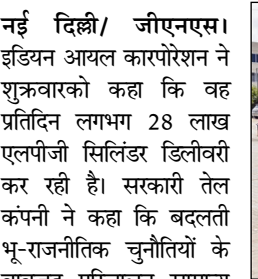 नई दिल्ली/ जीएनएस।
इडियन आयल कारपोरेशन ने
शुक्रवारको कहा कि वह
प्रतिदिन लगभग 28 लाख
एलपीजी सिलिंडर डिलीवरी
कर रही है। सरकारी तेल
कंपनी ने कहा कि बदलती
भू-राजनीतिक चुनौतियों के